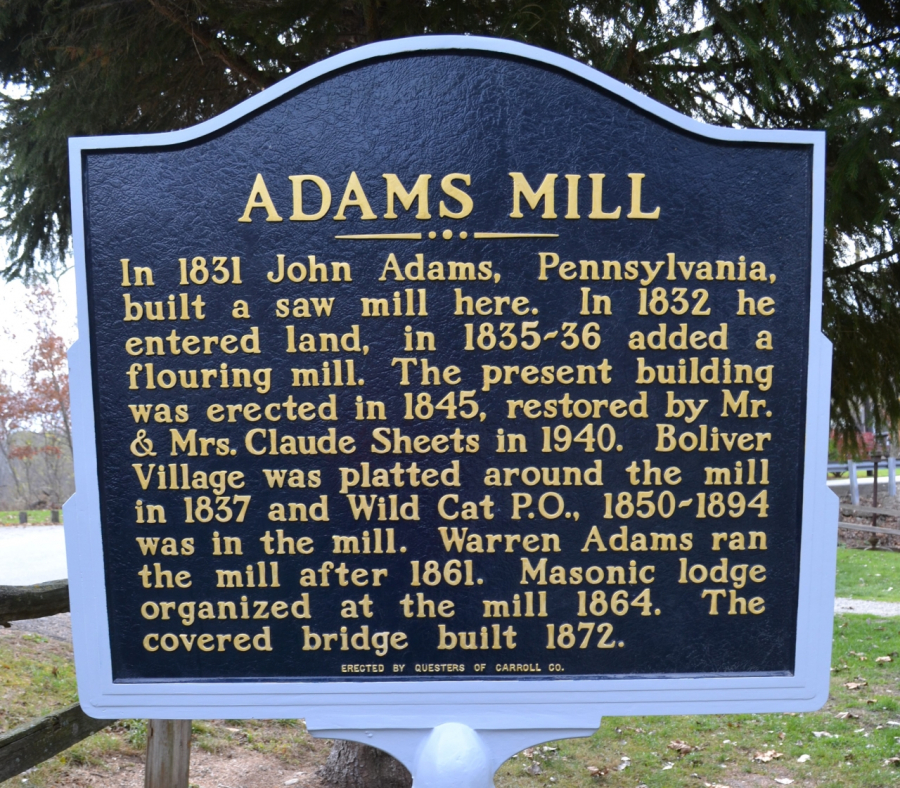 ADAMS MILL
In 1831 John Adams, Pennsylvania,
built a saw mill here. In 1832 he
entered land, in 1835-36 added a
flouring mill. The present building
was erected in 1845, restored by Mr.
& Mrs. Claude Sheets in 1940. Boliver
Village was platted around the mill
in 1837 and Wild Cat P.O., 1850-1894
was in the mill. Warren Adams ran
the mill after 1861. Masonic lodge
organized at the mill 1864. The
covered bridge built 1872.
ERECTED BY QUESTERS OF CARROLL CO.